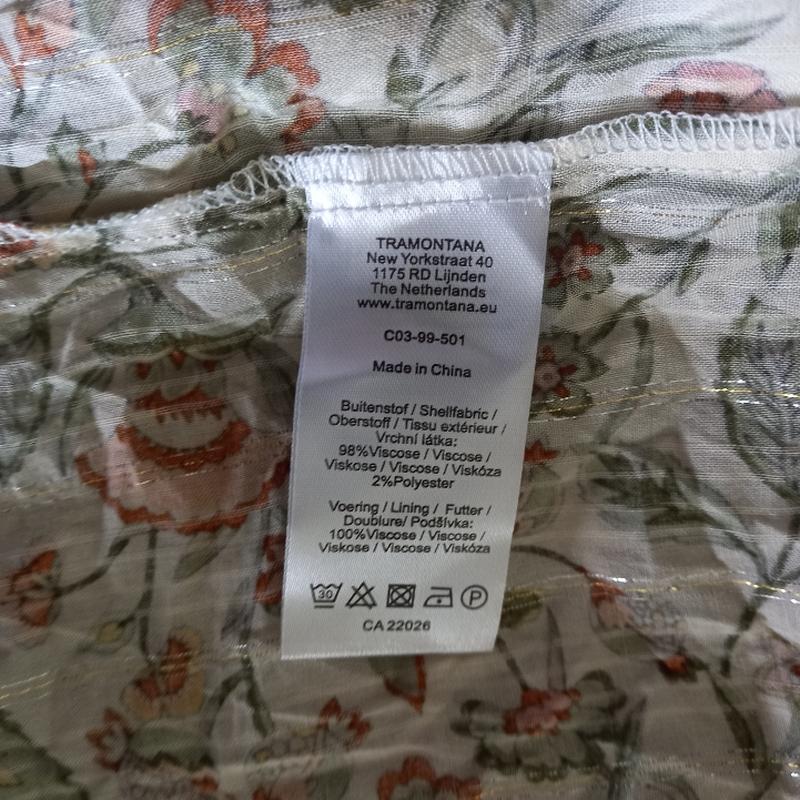 TRAMONTANA
New Yorkstraat 40
1175 RD Lijnden
The Netherlands
www.tramontana.eu
C03-99-501
Made in China
Buitenstof / Shellfabric /
Oberstoff / Tissu extérieur /
Vrchní látka:
98%Viscose / Viscose /
Viskose / Viscose / Viskóza
2%Polyester
Voering / Lining / Futter /
Doublure/ Podšívka:
100%Viscose / Viscose /
Viskose / Viscose / Viskóza
30 P
CA 22026